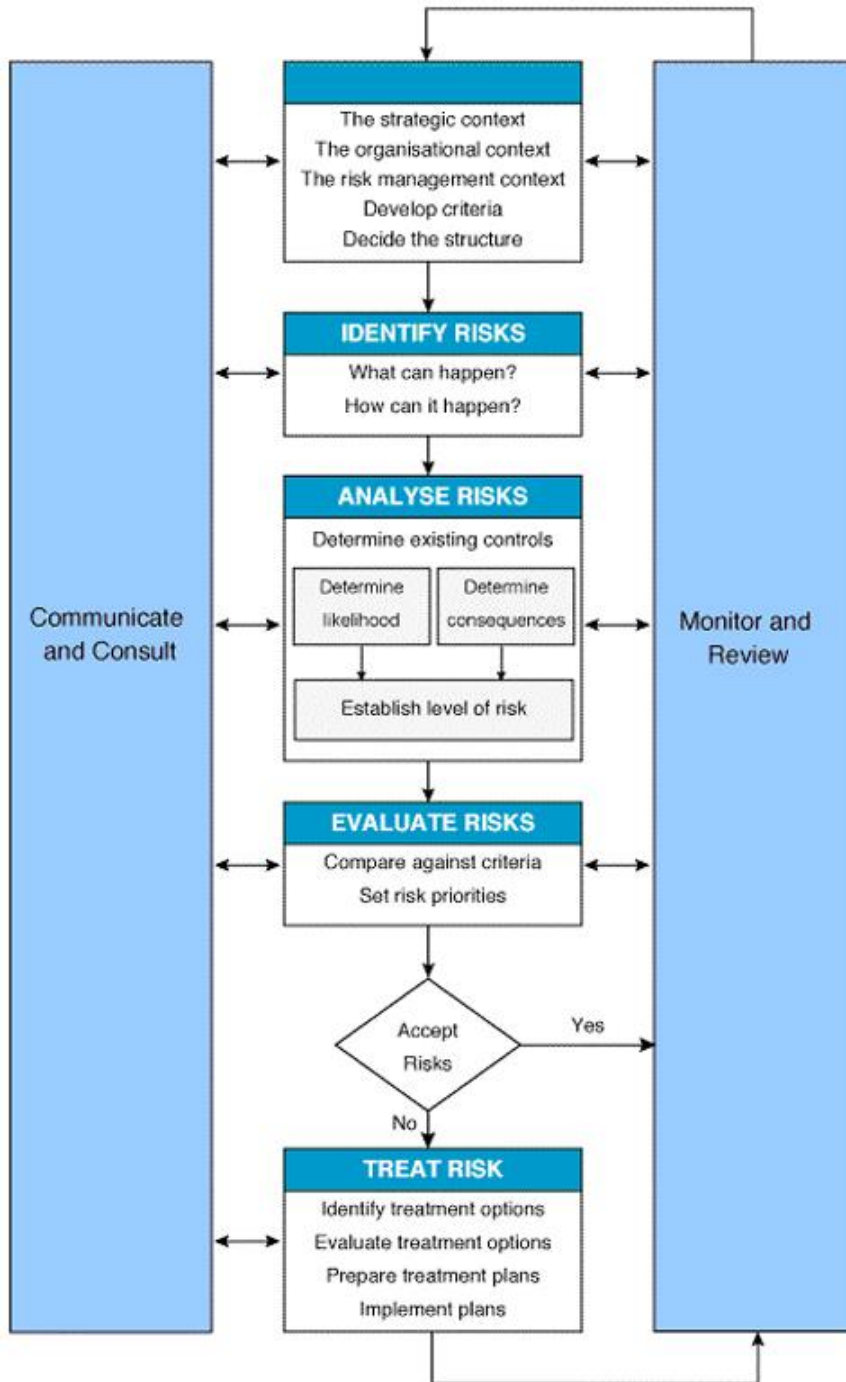 The strategic context
The organisational context
The risk management context
Develop criteria
Decide the structure
IDENTIFY RISKS
What can happen?
How can it happen?
ANALYSE RISKS
Determine existing controls
Determine
likelihood
Determine
consequences
Establish level of risk
Communicate
and Consult
Monitor and
Review
EVALUATE RISKS
Compare against criteria
Set risk priorities
Accept
Risks
Yes
No
TREAT RISK
Identify treatment options
Evaluate treatment options
Prepare treatment plans
Implement plans